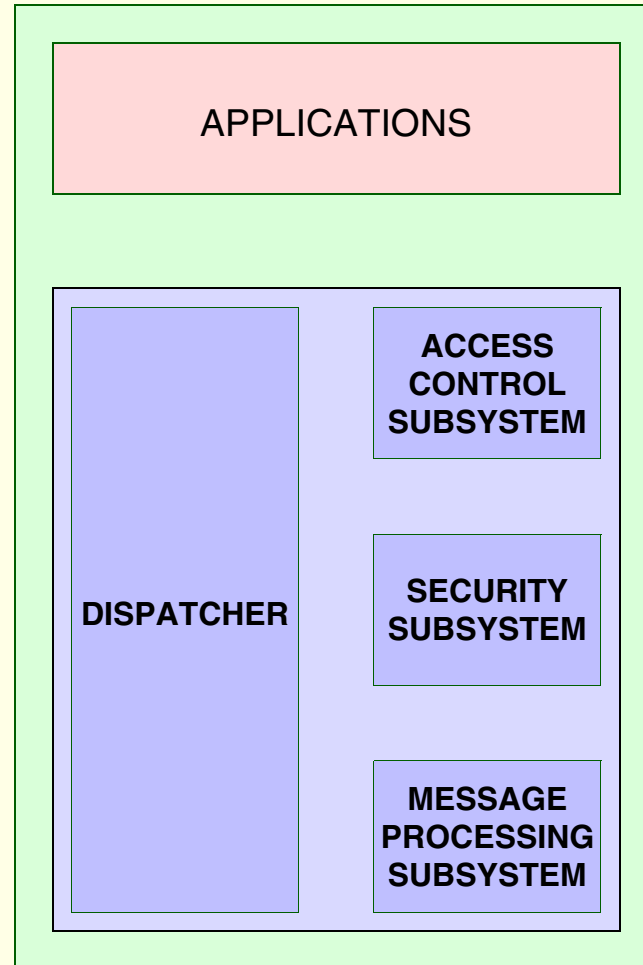 APPLICATIONS
DISPATCHER
ACCESS
CONTROL
SUBSYSTEM
SECURITY
SUBSYSTEM
MESSAGE
PROCESSING
SUBSYSTEM